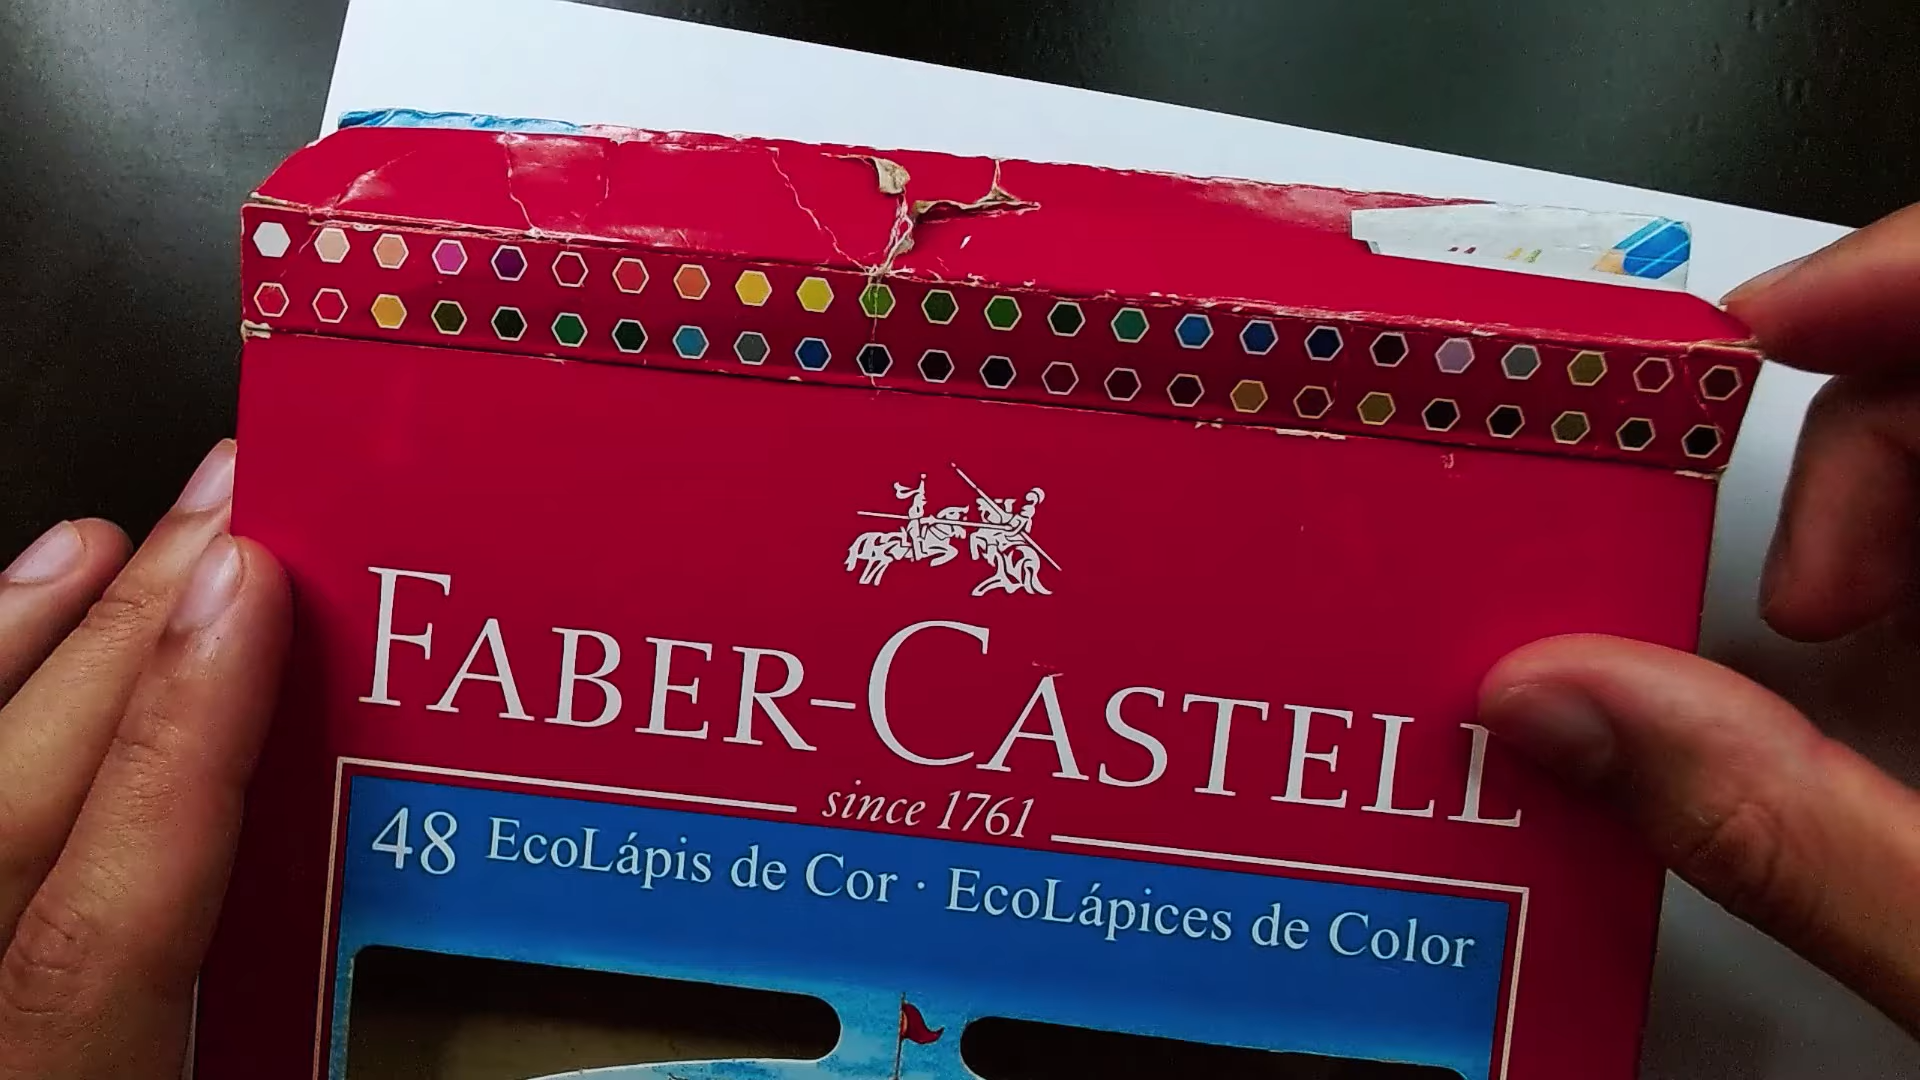 FABER-CASTELL
since 1761
48 EcoLápis de Cor · EcoLápices de Color